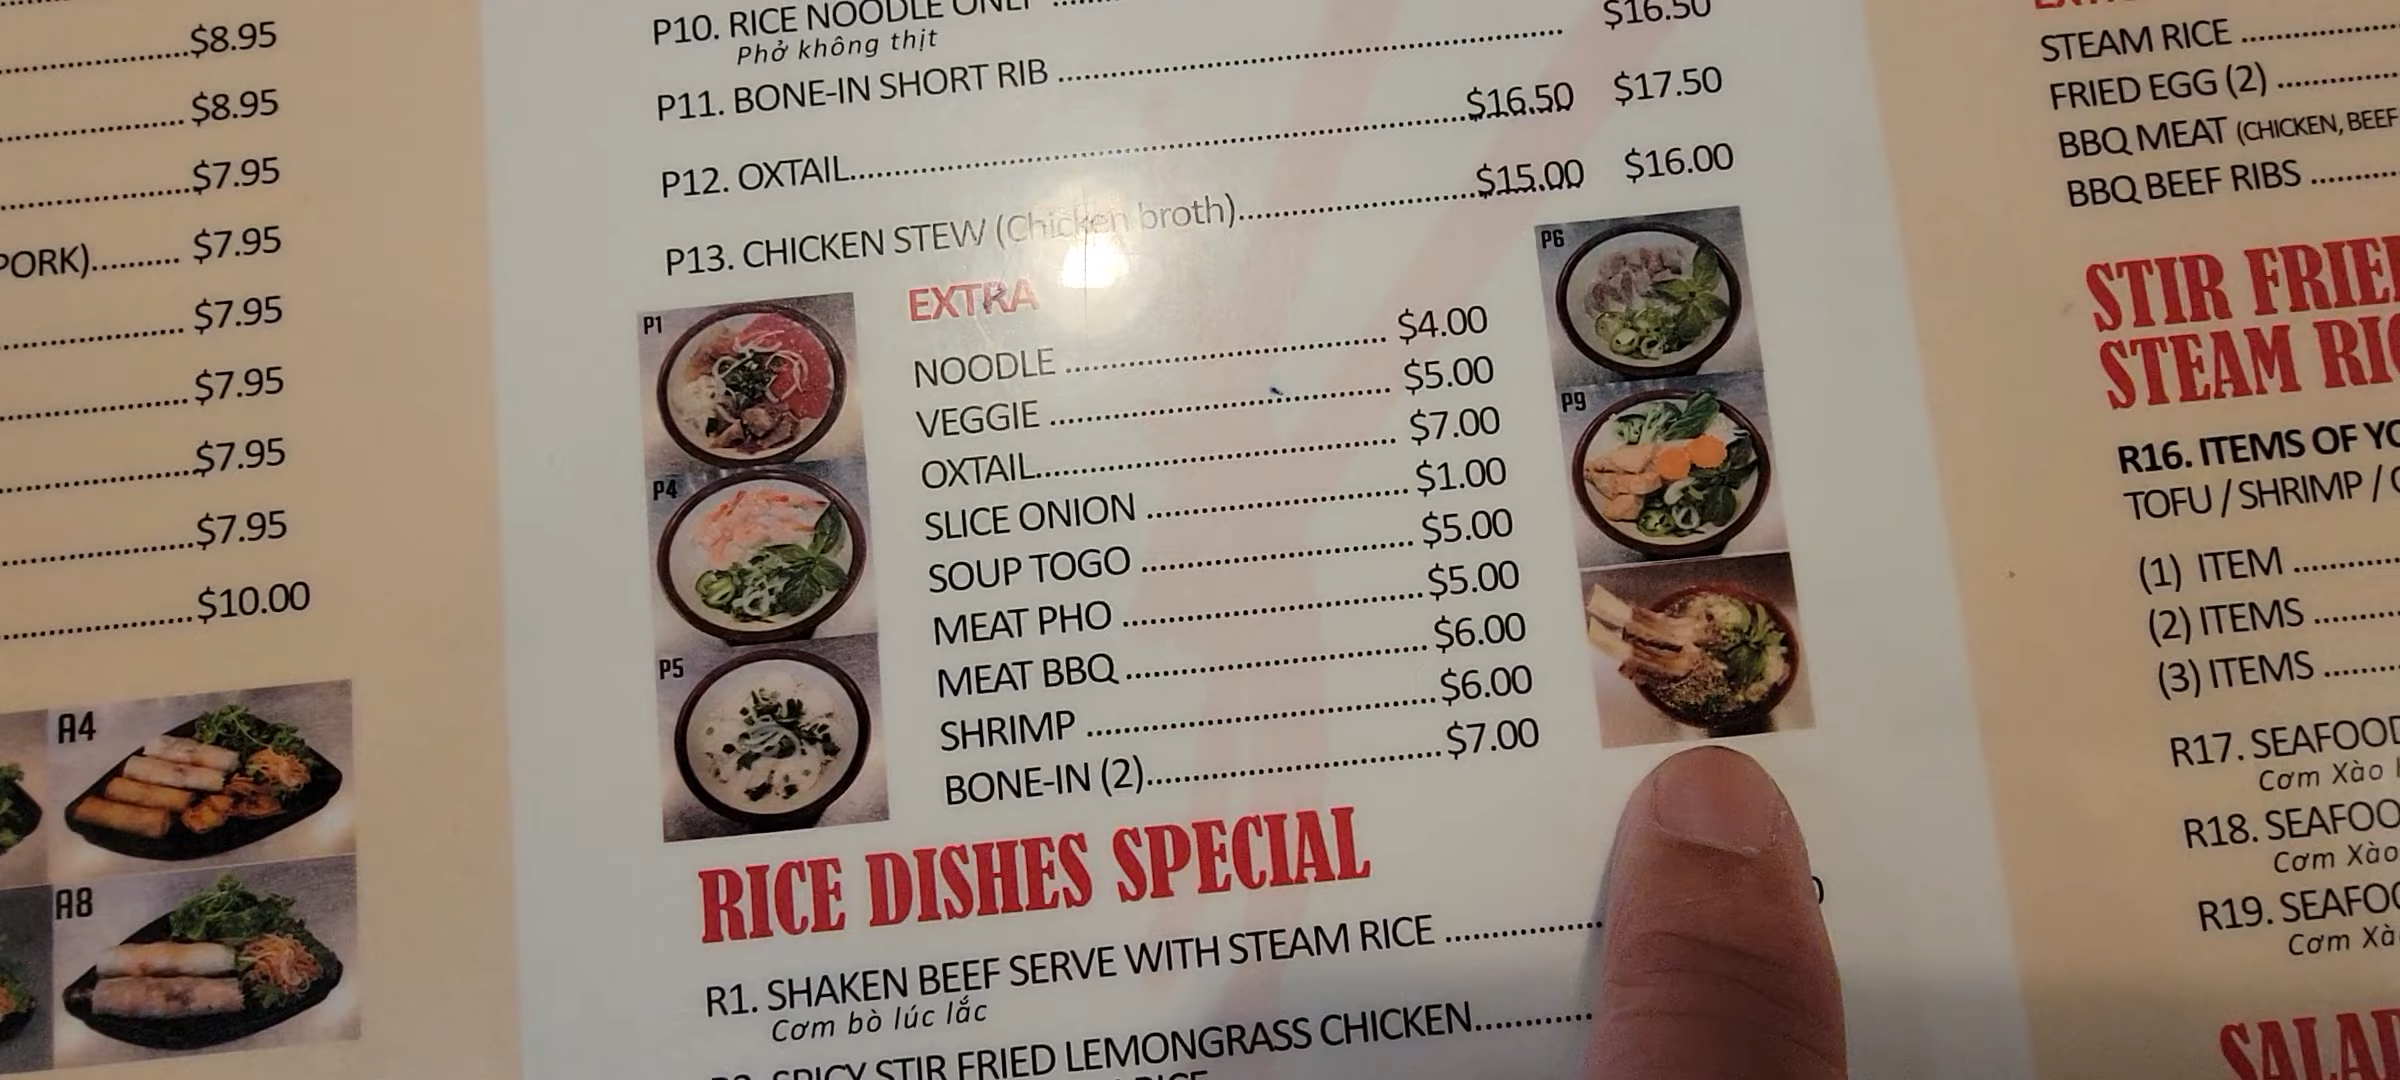 $8.95
$8.95
$7.95
PORK).......... $7.95
$7.95
$7.95
$7.95
$7.95
$10.00
A4
A8
P10. RICE NOODLE ONLY
Phở không thịt
P11. BONE-IN SHORT RIB ........ $16.50
P12. OXTAIL........ $16.50 $17.50
P13. CHICKEN STEW (Chicken broth)........ $15.00 $16.00
EXTRA
NOODLE ........ $4.00
VEGGIE ........ $5.00
OXTAIL........ $7.00
SLICE ONION ........ $1.00
SOUP TOGO ........ $5.00
MEAT PHO ........ $5.00
MEAT BBQ ........ $6.00
SHRIMP ........ $6.00
BONE-IN (2)........ $7.00
P1
P4
P5
P6
P9
RICE DISHES SPECIAL
R1. SHAKEN BEEF SERVE WITH STEAM RICE ........
Cơm bò lúc lắc
SPICY STIR FRIED LEMONGRASS CHICKEN........
STEAM RICE ........
FRIED EGG (2) ........
BBQ MEAT (CHICKEN, BEEF
BBQ BEEF RIBS ........
STIR FRIE
STEAM RI
R16. ITEMS OF YO
TOFU / SHRIMP /
(1) ITEM ........
(2) ITEMS ........
(3) ITEMS ........
R17. SEAFOOD
Cơm Xào
R18. SEAFOO
Cơm Xào
R19. SEAFOO
Cơm Xà
SALAD